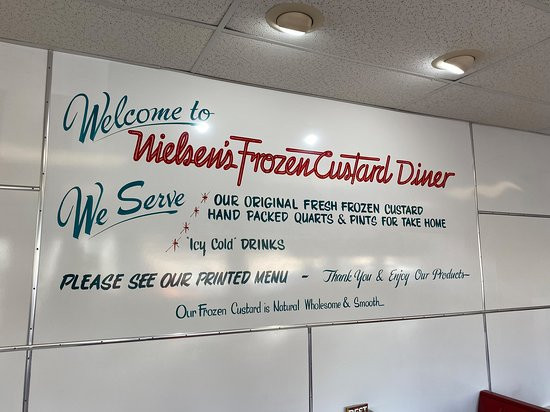 Welcome to
Nielsen's Frozen Custard Diner
We Serve
OUR ORIGINAL FRESH FROZEN CUSTARD
HAND PACKED QUARTS & PINTS FOR TAKE HOME
'Icy Cold' DRINKS
PLEASE SEE OUR PRINTED MENU - Thank You & Enjoy Our Products
Our Frozen Custard is Natural Wholesome & Smooth